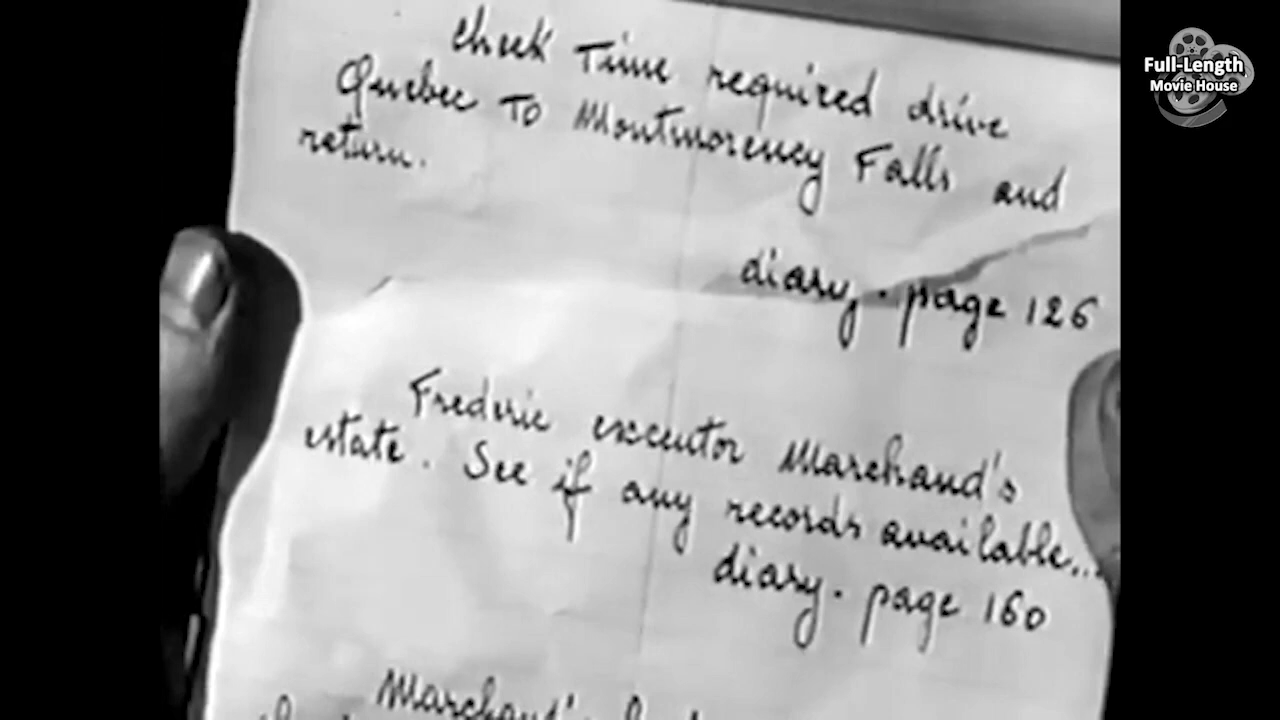 Full-Length
Movie House
Check Time required drive
Quebec To Montmorency Falls and
return.
diary. page 126
Frederic executor Marchand's
estate. See if any records available...
diary. page 160
Marchand's